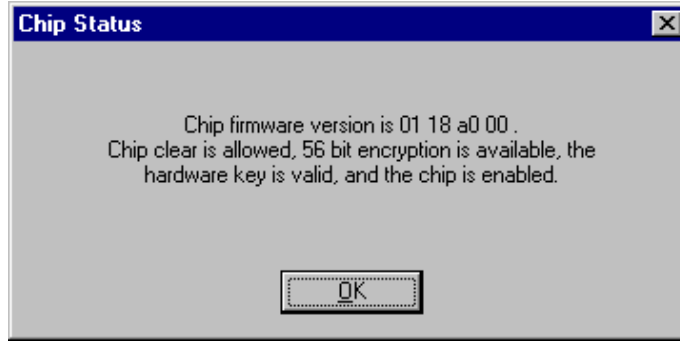 Chip Status
Chip firmware version is 01 18 a0 00 .
Chip clear is allowed, 56 bit encryption is available, the
hardware key is valid, and the chip is enabled.
OK